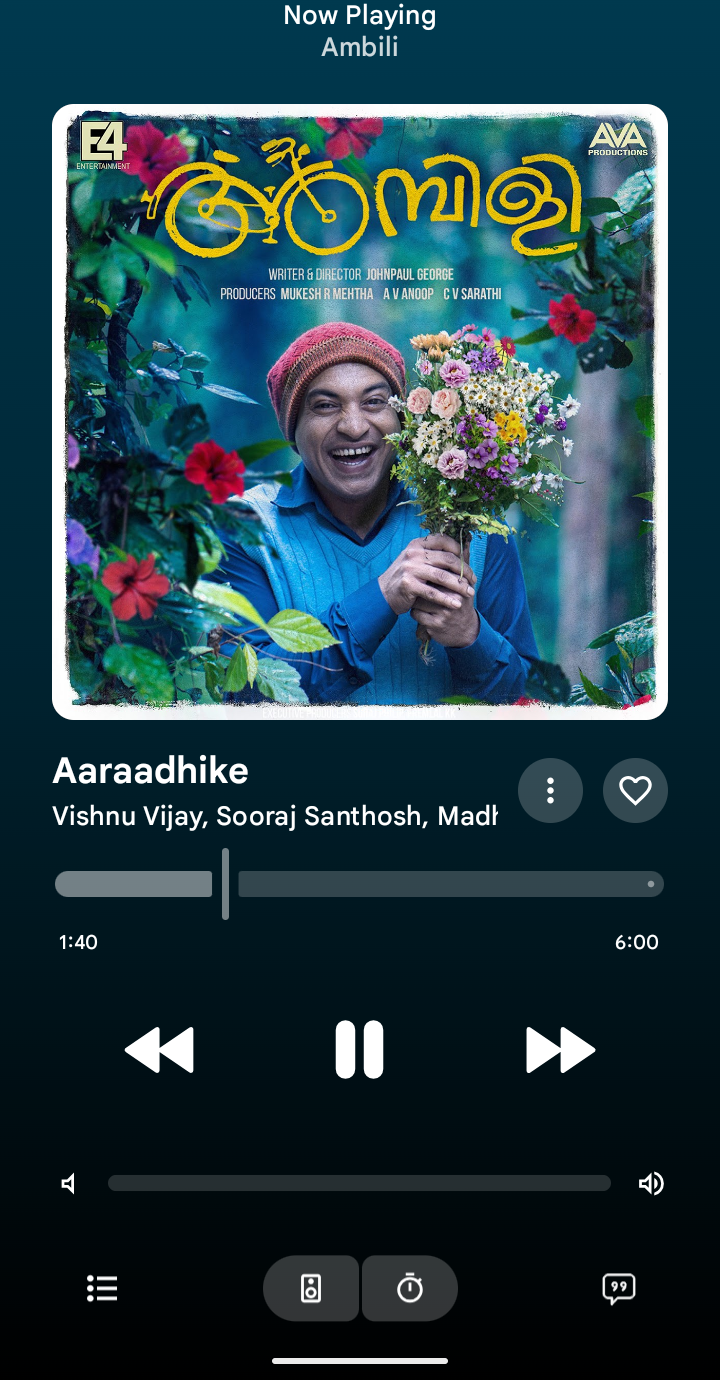 Now Playing
Ambili
E4
ENTERTAINMENT
AVA
PRODUCTIONS
അമ്പിളി
WRITER & DIRECTOR JOHNPAUL GEORGE
PRODUCERS MUKESH R MEHTHA A V ANOOP C V SARATHI
Aaraadhike
Vishnu Vijay, Sooraj Santhosh, Madh
1:40
6:00